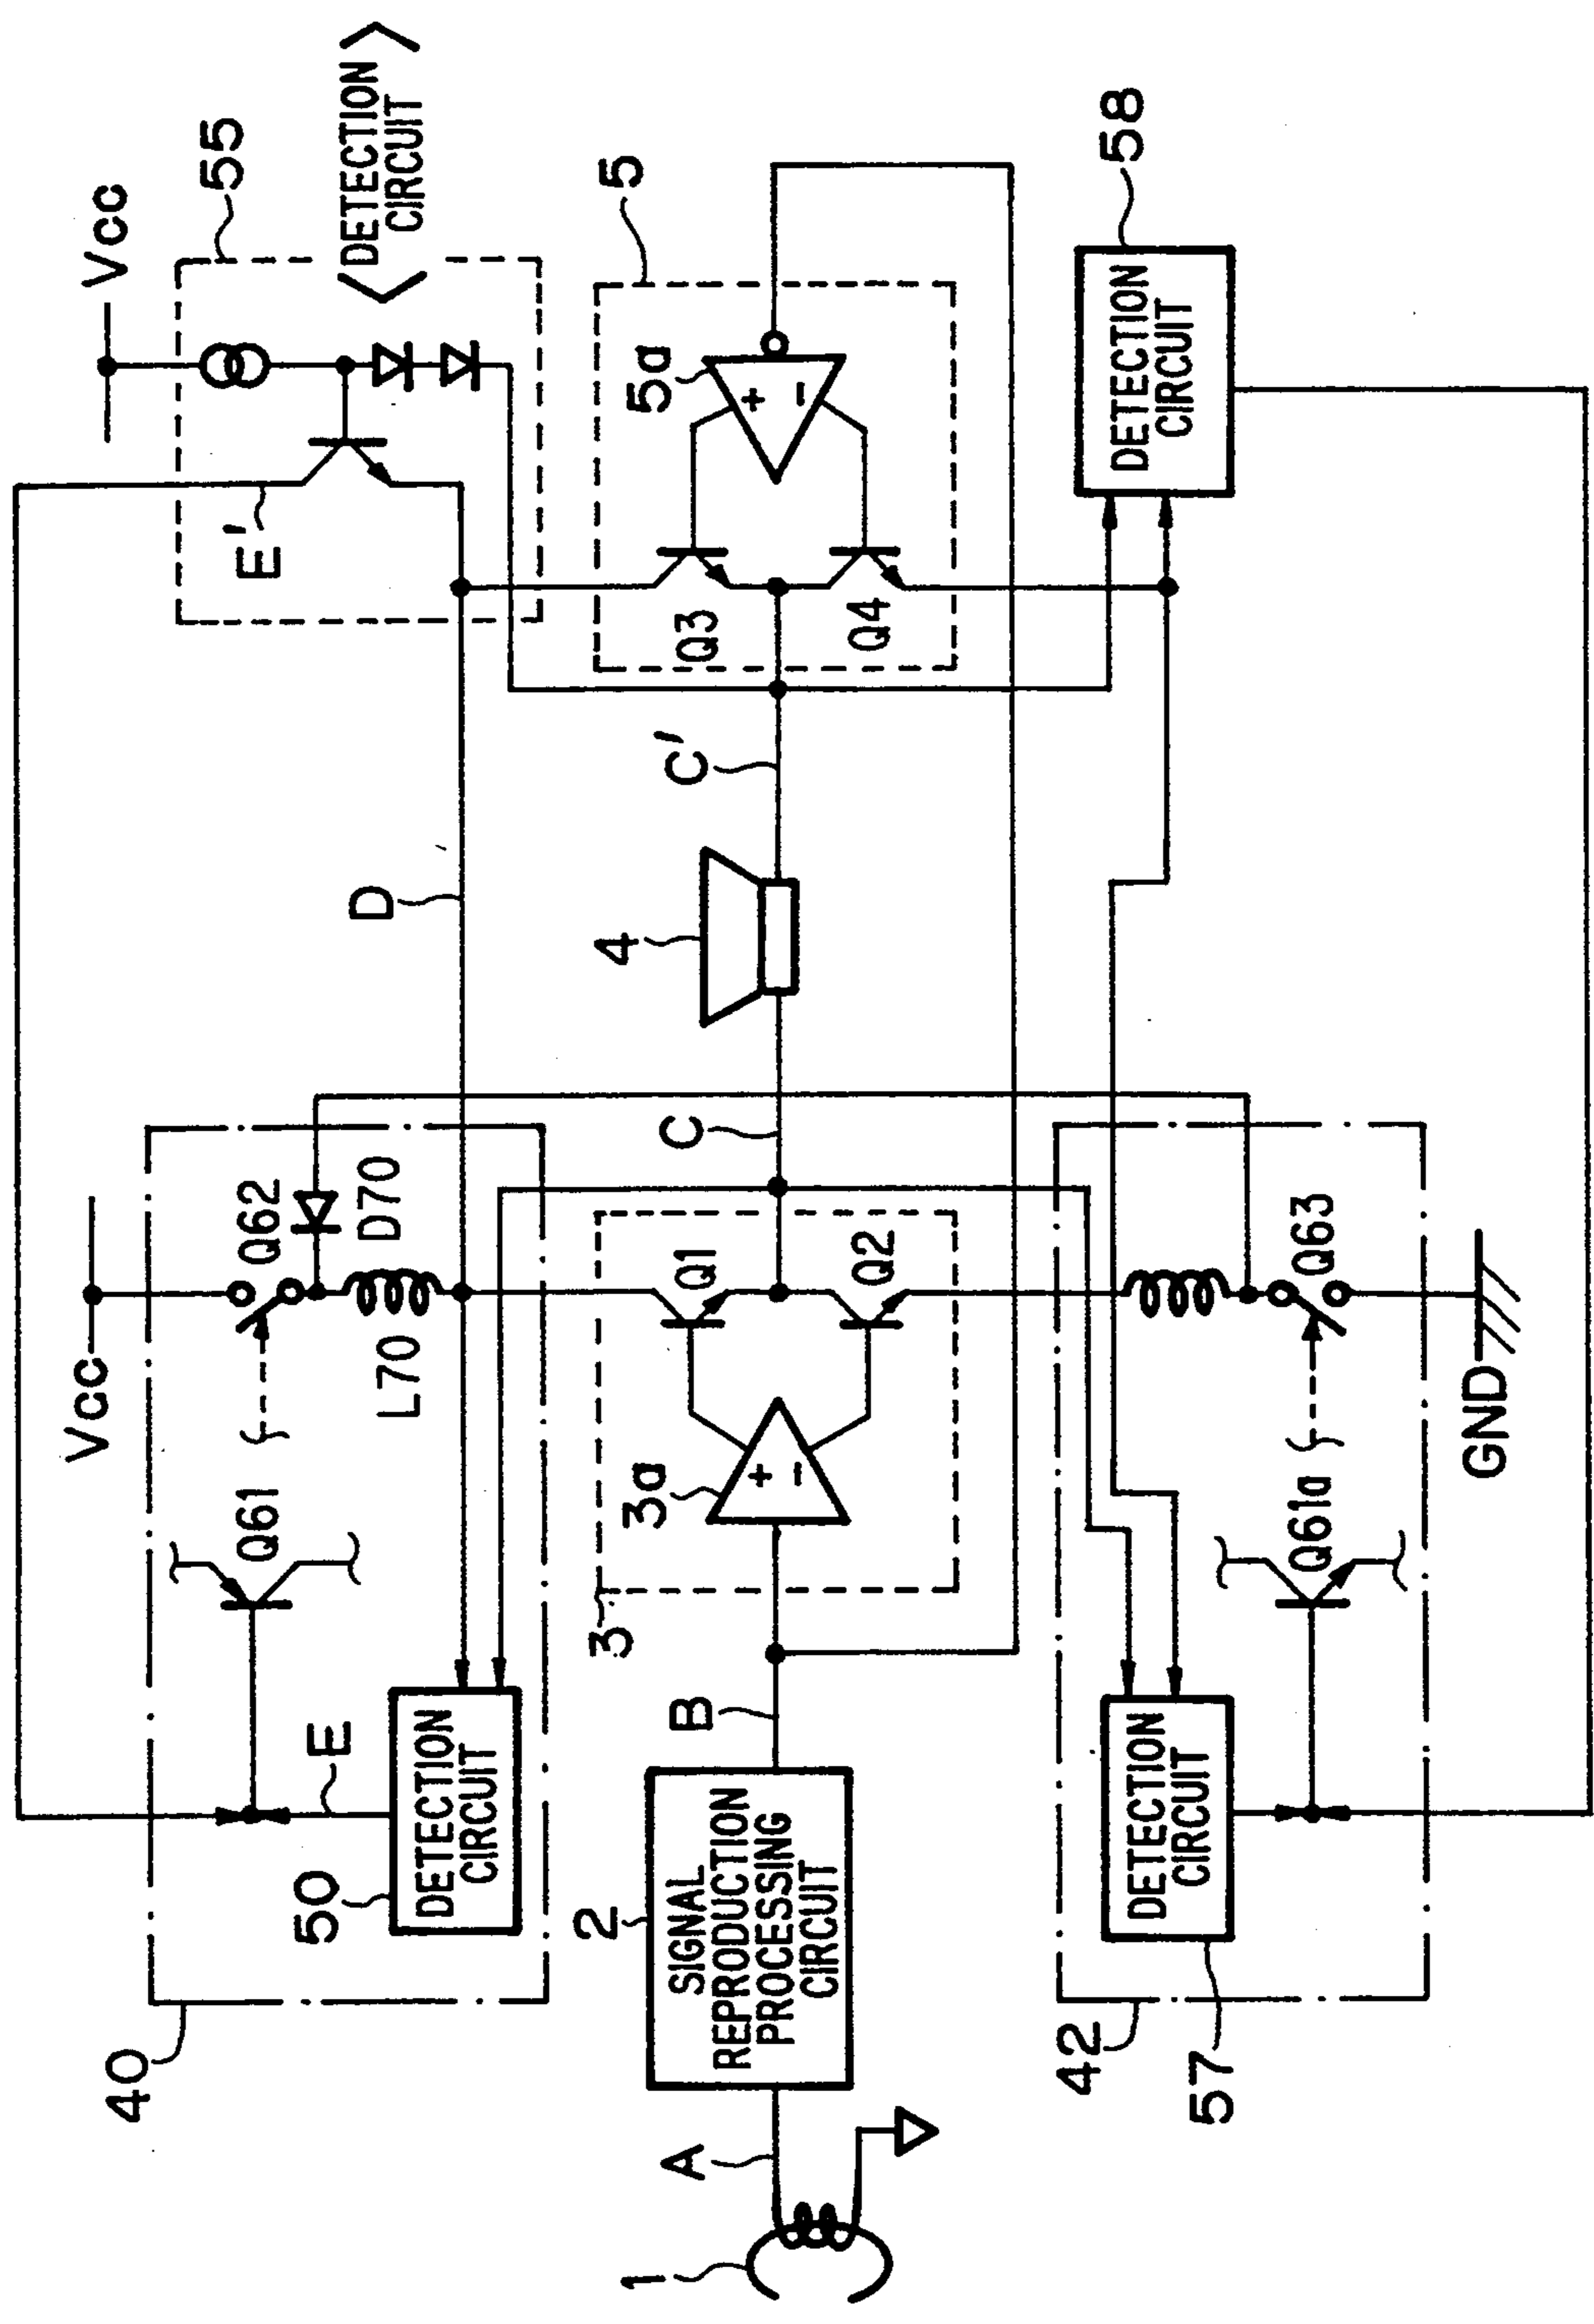 Vcc
Vcc
55
< DETECTION
CIRCUIT >
E'
40
Q61
Q62
D70
L70
E
50
DETECTION
CIRCUIT
D
5
5a
+
-
Q3
Q4
C'
4
C
3
3a
+
-
Q1
Q2
B
2
SIGNAL
REPRODUCTION
PROCESSING
CIRCUIT
A
1
42
57
DETECTION
CIRCUIT
Q61a
Q63
GND
58
DETECTION
CIRCUIT